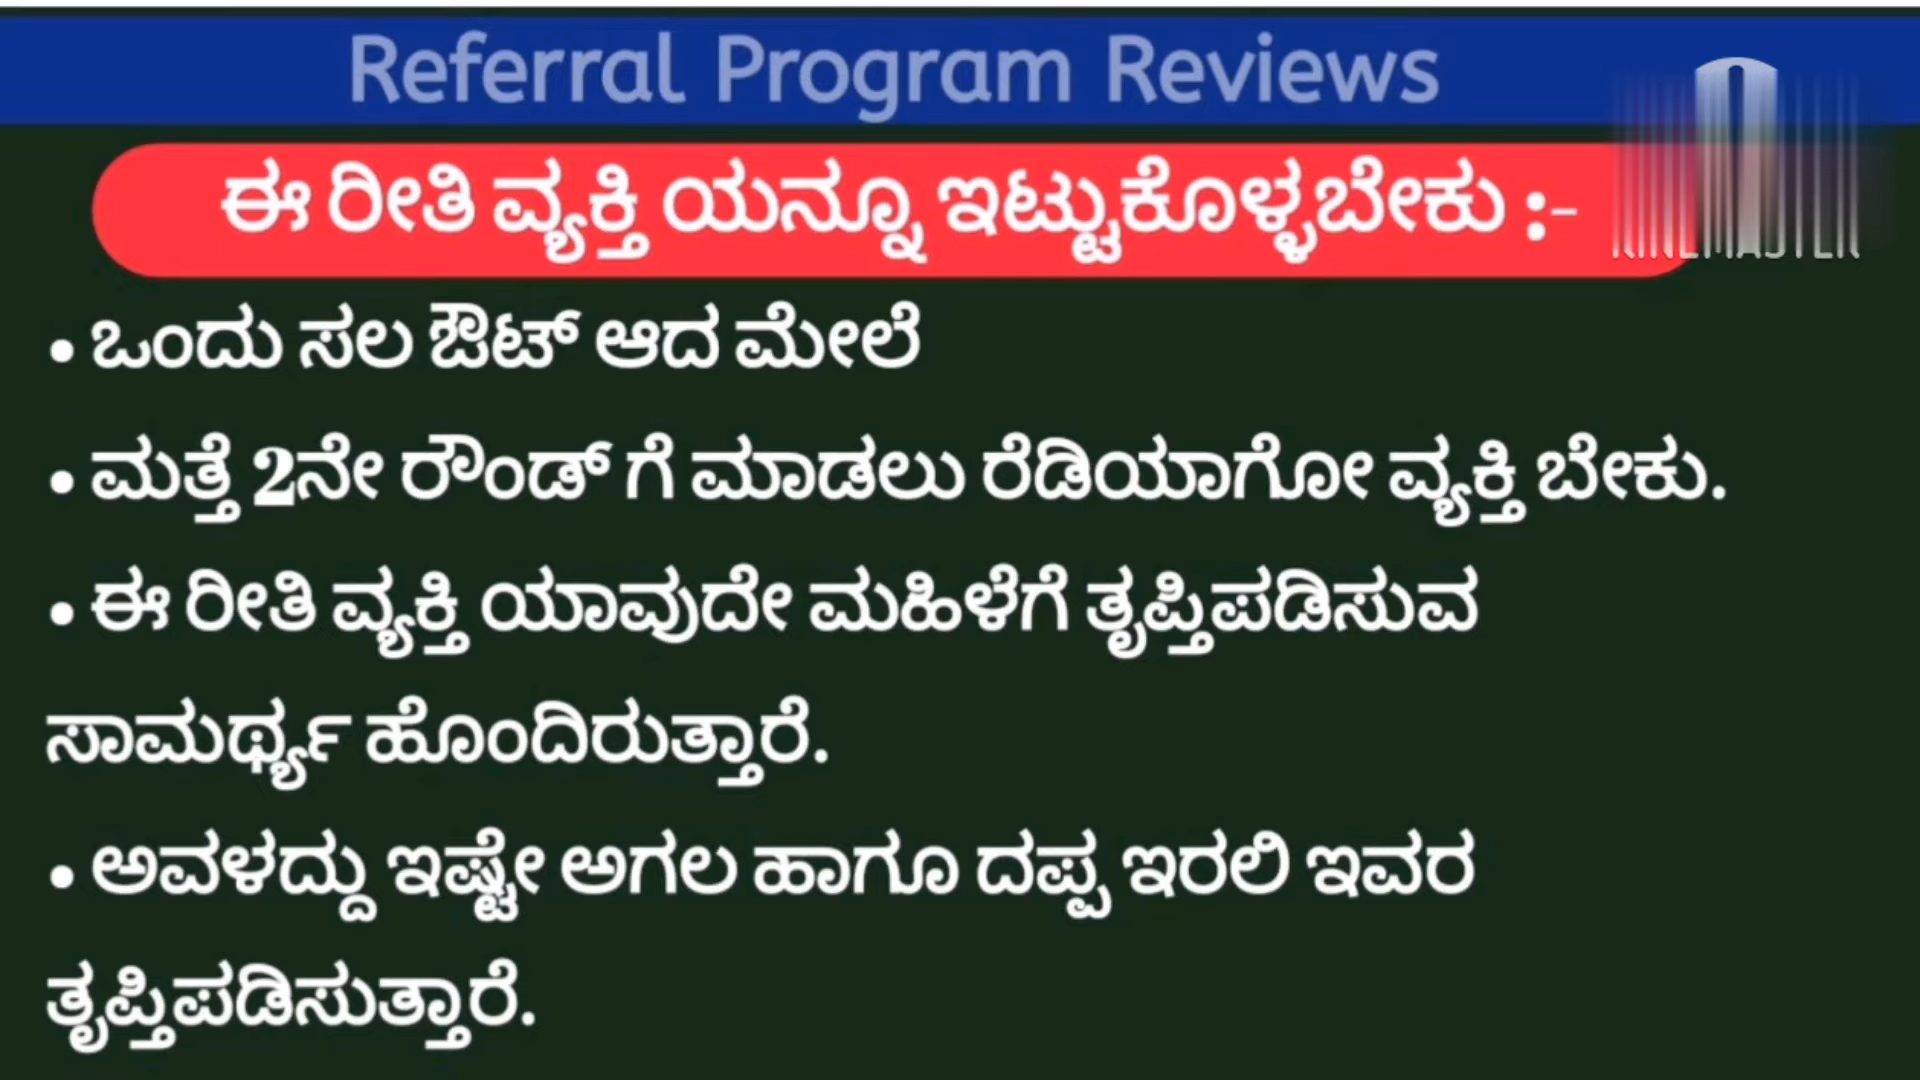 Referral Program Reviews
KINEMASTER
ಈ ರೀತಿ ವ್ಯಕ್ತಿ ಯನ್ನೂ ಇಟ್ಟುಕೊಳ್ಳಬೇಕು :-
• ಒಂದು ಸಲ ಔಟ್ ಆದ ಮೇಲೆ
• ಮತ್ತೆ 2ನೇ ರೌಂಡ್ ಗೆ ಮಾಡಲು ರೆಡಿಯಾಗೋ ವ್ಯಕ್ತಿ ಬೇಕು.
• ಈ ರೀತಿ ವ್ಯಕ್ತಿ ಯಾವುದೇ ಮಹಿಳೆಗೆ ತೃಪ್ತಿಪಡಿಸುವ
ಸಾಮರ್ಥ್ಯ ಹೊಂದಿರುತ್ತಾರೆ.
• ಅವಳದ್ದು ಇಷ್ಟೇ ಅಗಲ ಹಾಗೂ ದಪ್ಪ ಇರಲಿ ಇವರ
ತೃಪ್ತಿಪಡಿಸುತ್ತಾರೆ.